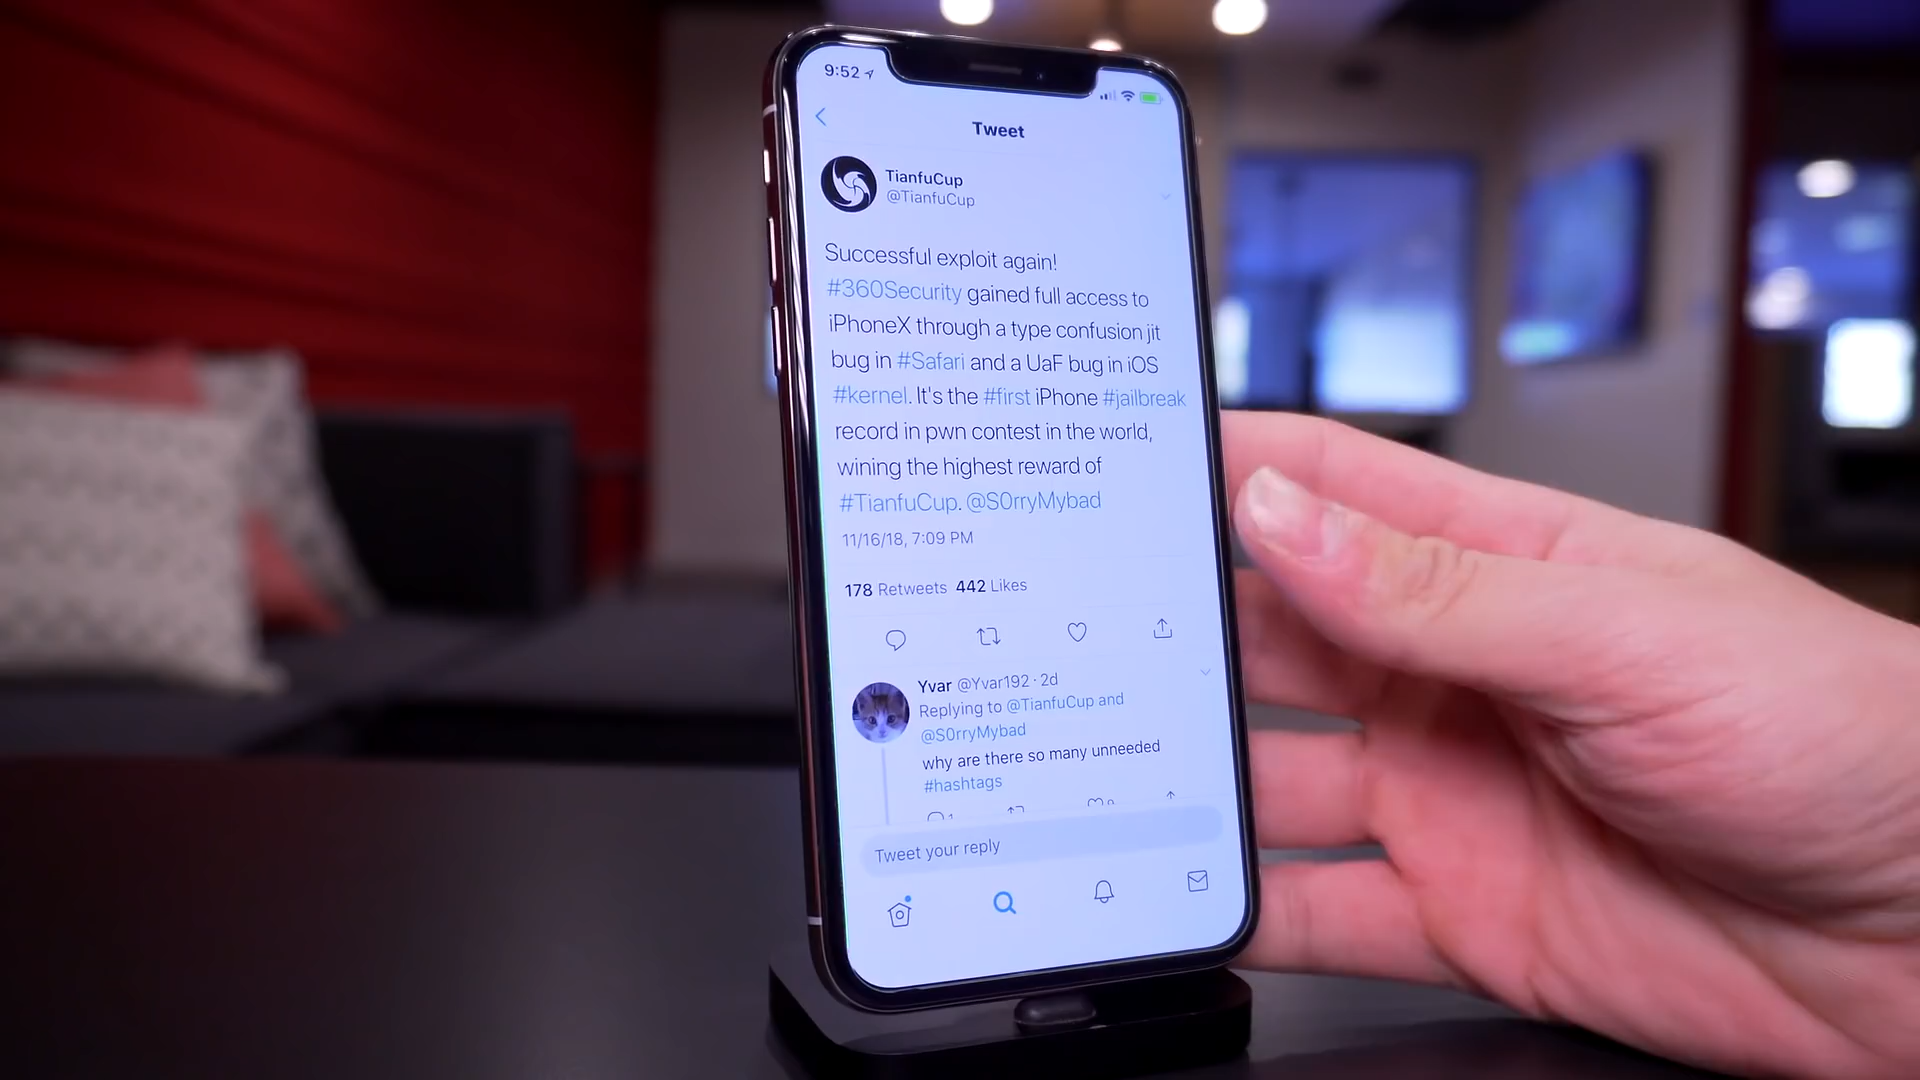 9:52
Tweet
TianfuCup
@TianfuCup
Successful exploit again!
#360Security gained full access to
iPhoneX through a type confusion jit
bug in #Safari and a UaF bug in iOS
#kernel. It's the #first iPhone #jailbreak
record in pwn contest in the world,
wining the highest reward of
#TianfuCup. @S0rryMybad
11/16/18, 7:09 PM
178 Retweets 442 Likes
Yvar @Yvar192 · 2d
Replying to @TianfuCup and
@S0rryMybad
why are there so many unneeded
#hashtags
Tweet your reply